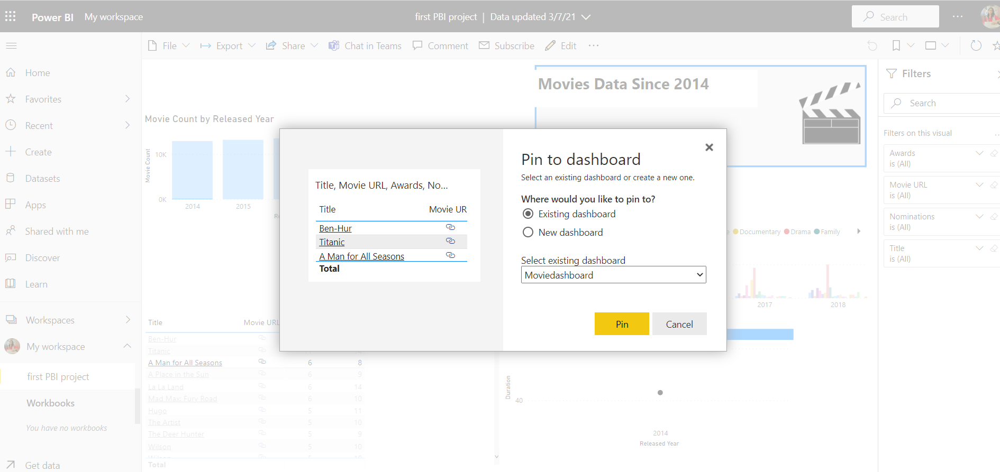 Power BI My workspace
first PBI project | Data updated 3/7/21
Search
File Export Share Chat in Teams Comment Subscribe Edit
Home
Favorites
Recent
Create
Datasets
Apps
Shared with me
Discover
Learn
Workspaces
My workspace
first PBI project
Workbooks
You have no workbooks
Get data
Movies Data Since 2014
Movie Count by Released Year
Movie Count
10K
0K
2014 2015
Title, Movie URL, Awards, No...
Title Movie UR
Ben-Hur
Titanic
A Man for All Seasons
Total
Pin to dashboard
Select an existing dashboard or create a new one.
Where would you like to pin to?
Existing dashboard
New dashboard
Select existing dashboard
Moviedashboard
Pin Cancel
Documentary Drama Family
2017 2018
Title Movie URL
Ben-Hur
Titanic
A Man for All Seasons 6 8
A Place in the Sun 6 9
La La Land 6 14
Mad Max: Fury Road 6 10
Hugo 5 11
The Artist 5 10
The Deer Hunter 5 9
Wilson 5 10
Total
Duration
40
2014
Released Year
Filters
Search
Filters on this visual
Awards
is (All)
Movie URL
is (All)
Nominations
is (All)
Title
is (All)